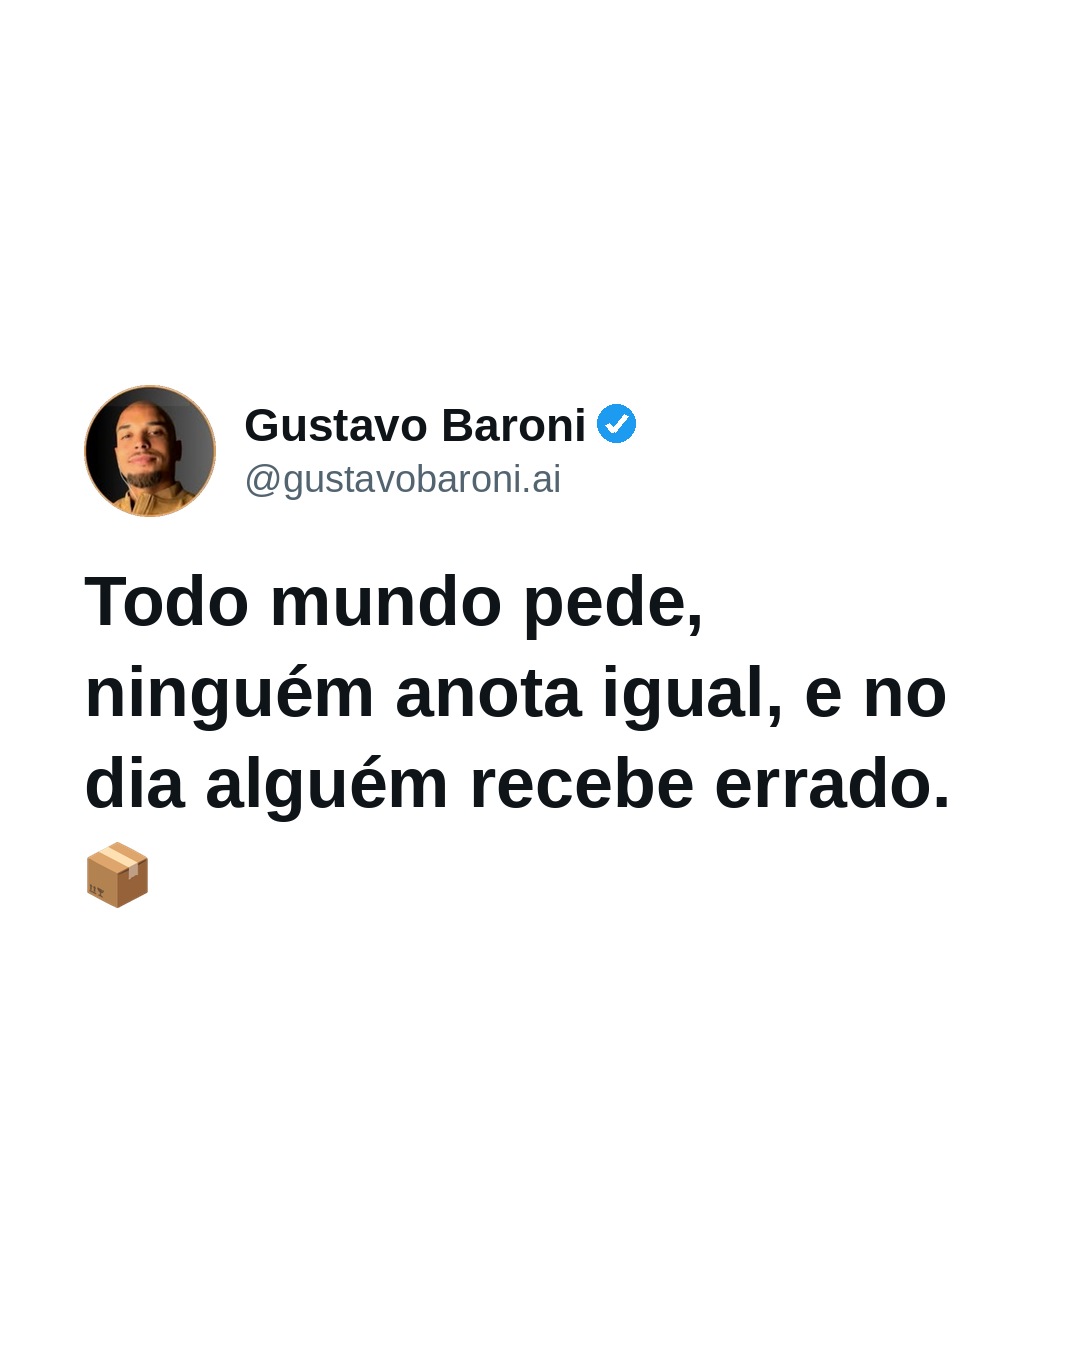 Gustavo Baroni
@gustavobaroni.ai
Todo mundo pede,
ninguém anota igual, e no
dia alguém recebe errado.
📦